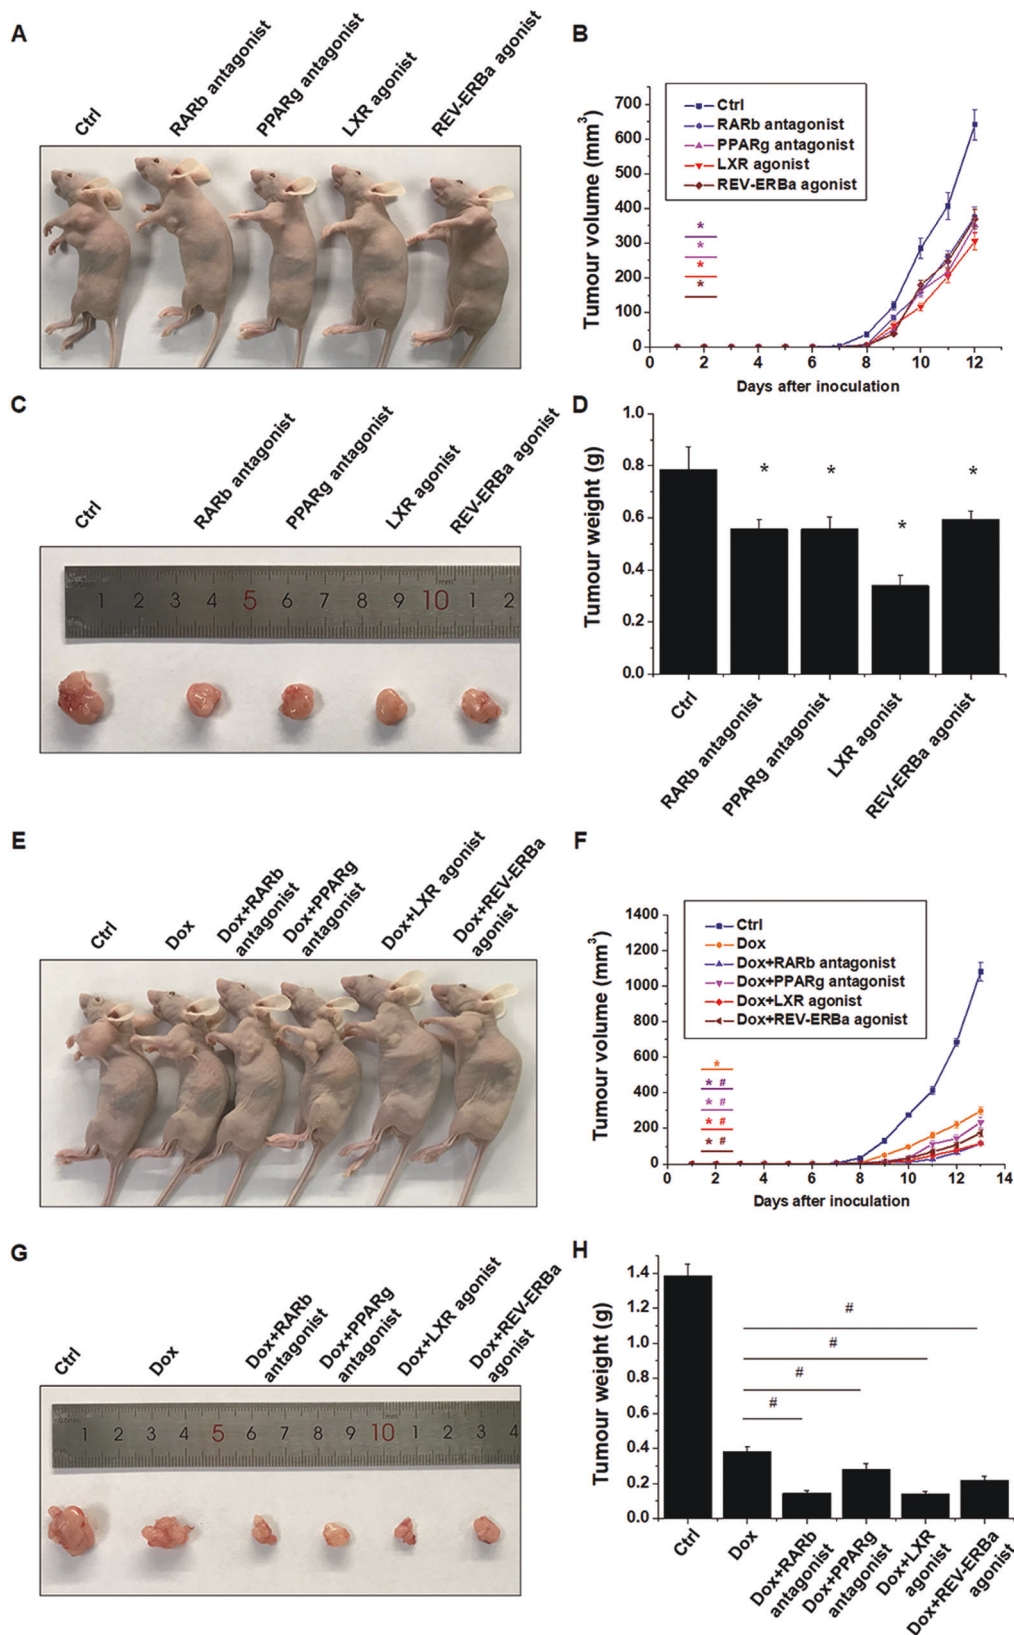 A
Ctrl
RARb antagonist
PPARg antagonist
LXR agonist
REV-ERBa agonist
B
Tumour volume (mm³)
700
600
500
400
300
200
100
0
Ctrl
RARb antagonist
PPARg antagonist
LXR agonist
REV-ERBa agonist
*
*
*
*
0 2 4 6 8 10 12
Days after inoculation
C
Ctrl
RARb antagonist
PPARg antagonist
LXR agonist
REV-ERBa agonist
1 2 3 4 5 6 7 8 9 10 1 2
D
Tumour weight (g)
1.0
0.8
0.6
0.4
0.2
0.0
* * * *
Ctrl
RARb antagonist
PPARg antagonist
LXR agonist
REV-ERBa agonist
E
Ctrl
Dox
Dox+RARb
antagonist
Dox+PPARg
antagonist
Dox+LXR agonist
Dox+REV-ERBa
agonist
F
Tumour volume (mm³)
1400
1200
1000
800
600
400
200
0
Ctrl
Dox
Dox+RARb antagonist
Dox+PPARg antagonist
Dox+LXR agonist
Dox+REV-ERBa agonist
*
* #
* #
* #
* #
0 2 4 6 8 10 12 14
Days after inoculation
G
Ctrl
Dox
Dox+RARb
antagonist
Dox+PPARg
antagonist
Dox+LXR agonist
Dox+REV-ERBa
agonist
1 2 3 4 5 6 7 8 9 10 1 2 3 4
H
Tumour weight (g)
1.4
1.2
1.0
0.8
0.6
0.4
0.2
0.0
#
#
#
#
Ctrl
Dox
Dox+RARb
antagonist
Dox+PPARg
antagonist
Dox+LXR
agonist
Dox+REV-ERBa
agonist